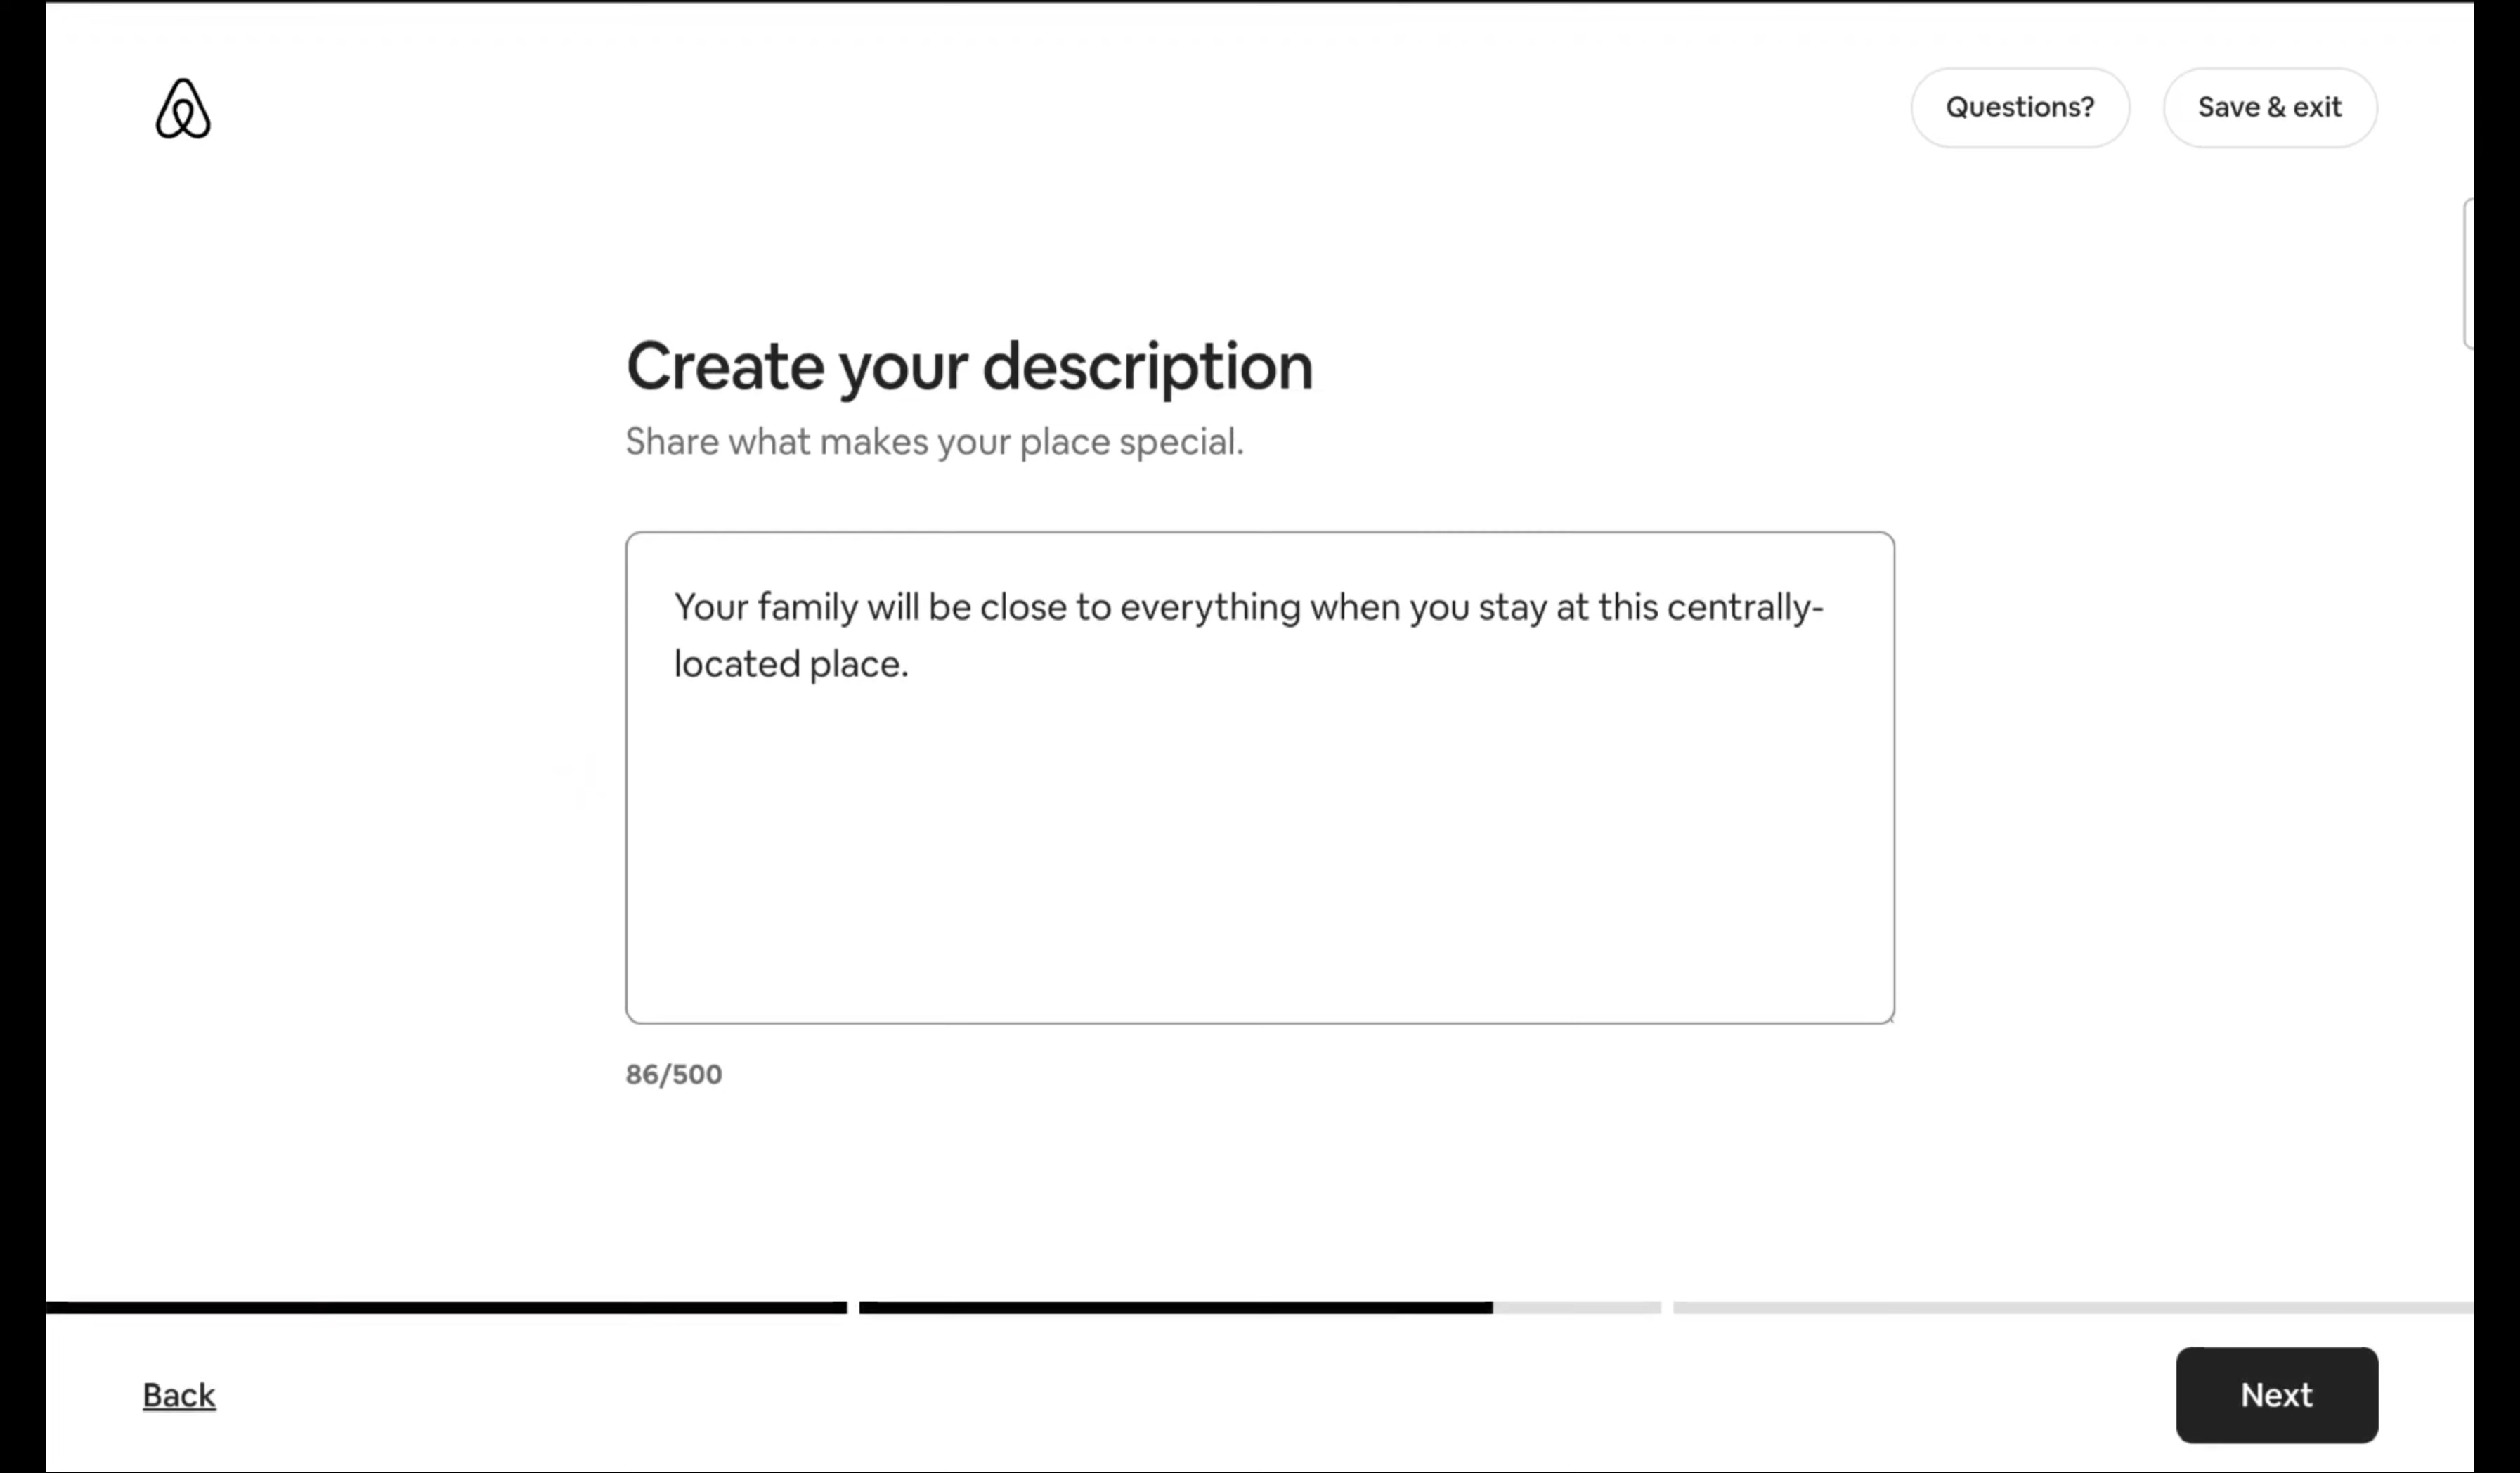 Questions?
Save & exit
Create your description
Share what makes your place special.
Your family will be close to everything when you stay at this centrally-
located place.
86/500
Back
Next